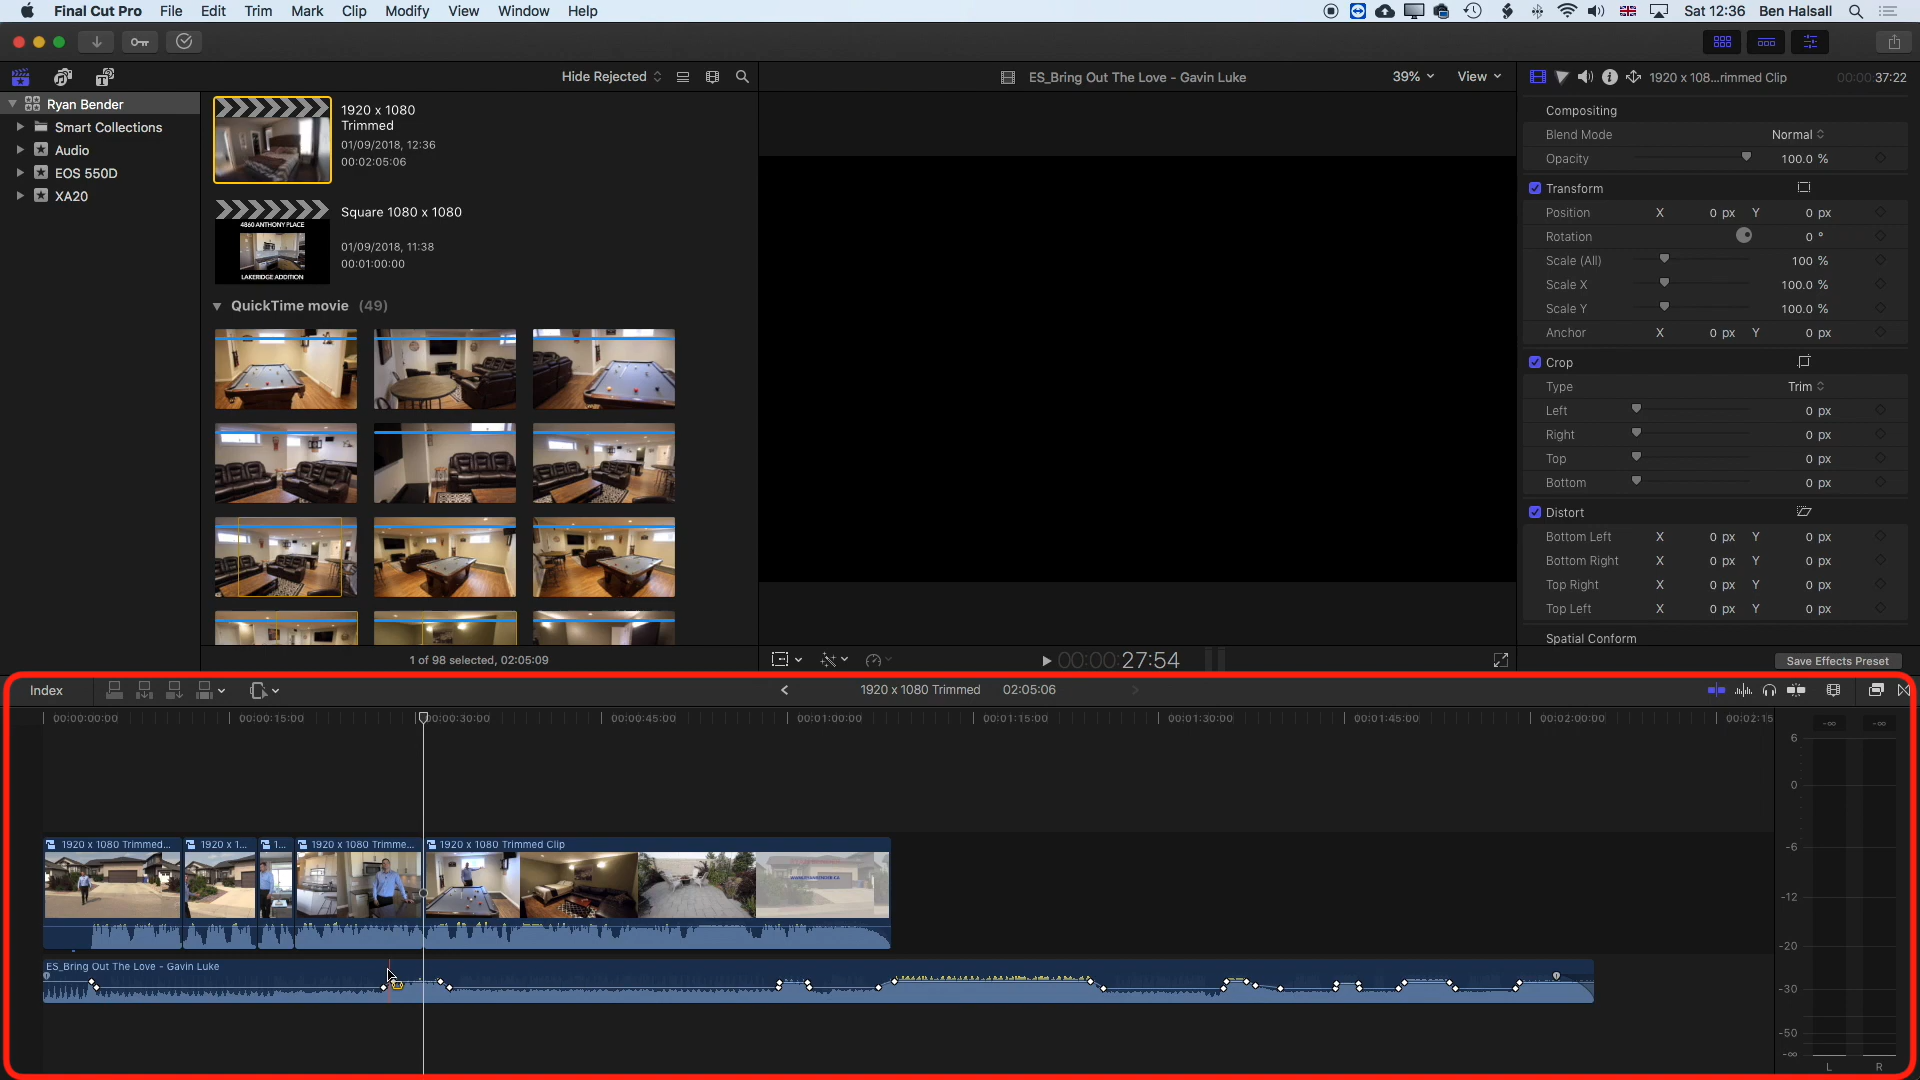 Final Cut Pro File Edit Trim Mark Clip Modify View Window Help Sat 12:36 Ben Halsall
Hide Rejected
ES_Bring Out The Love - Gavin Luke 39% View
1920 x 108...rimmed Clip 00:00:37:22
Ryan Bender
Smart Collections
Audio
EOS 550D
XA20
1920 x 1080
Trimmed
01/09/2018, 12:36
00:02:05:06
4860 ANTHONY PLACE
LAKERIDGE ADDITION
Square 1080 x 1080
01/09/2018, 11:38
00:01:00:00
QuickTime movie (49)
1 of 98 selected, 02:05:09
00:00:27:54
Compositing
Blend Mode Normal
Opacity 100.0 %
Transform
Position X 0 px Y 0 px
Rotation 0 °
Scale (All) 100 %
Scale X 100.0 %
Scale Y 100.0 %
Anchor X 0 px Y 0 px
Crop
Type Trim
Left 0 px
Right 0 px
Top 0 px
Bottom 0 px
Distort
Bottom Left X 0 px Y 0 px
Bottom Right X 0 px Y 0 px
Top Right X 0 px Y 0 px
Top Left X 0 px Y 0 px
Spatial Conform
Save Effects Preset
Index 1920 x 1080 Trimmed 02:05:06
00:00:00:00 00:00:15:00 00:00:30:00 00:00:45:00 00:01:00:00 00:01:15:00 00:01:30:00 00:01:45:00 00:02:00:00 00:02:15
1920 x 1080 Trimmed... 1920 x 1... 1... 1920 x 1080 Trimme... 1920 x 1080 Trimmed Clip
ES_Bring Out The Love - Gavin Luke
-∞ -∞
6
0
-6
-12
-20
-30
-50
-∞
L R